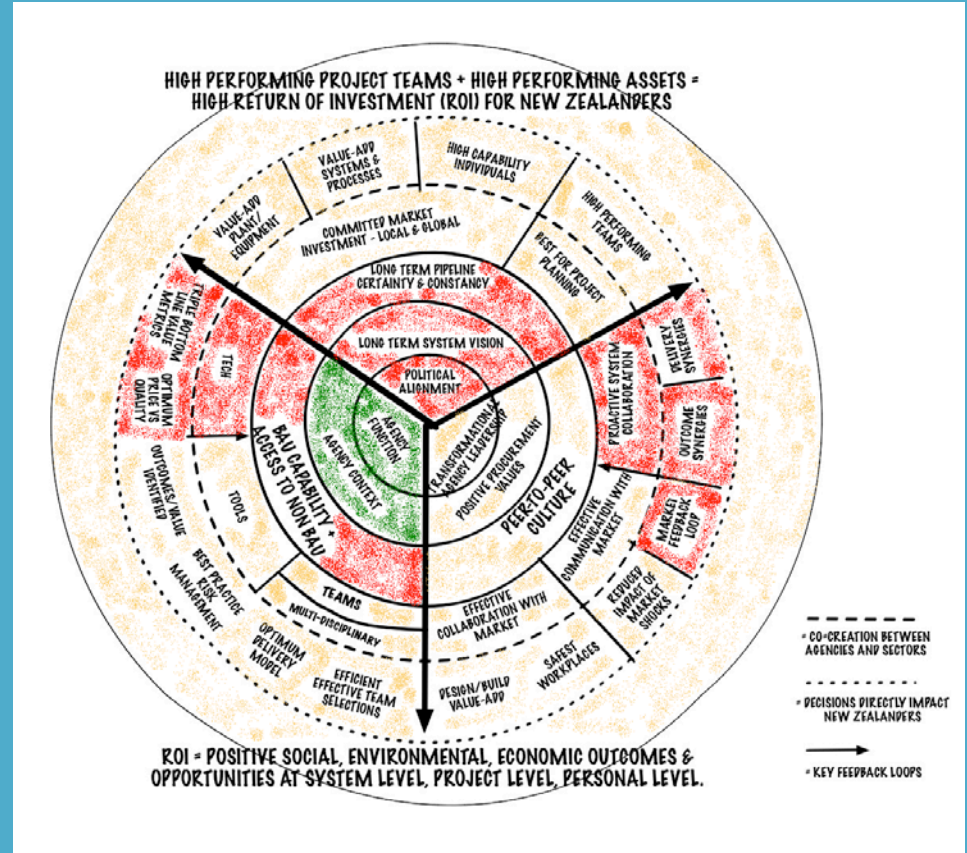 HIGH PERFORMING PROJECT TEAMS + HIGH PERFORMING ASSETS =
HIGH RETURN OF INVESTMENT (ROI) FOR NEW ZEALANDERS
VALUE-ADD
SYSTEMS &
PROCESSES
HIGH CAPABILITY
INDIVIDUALS
VALUE-ADD
PLANT/
EQUIPMENT
HIGH PERFORMING
TEAMS
COMMITTED MARKET
INVESTMENT - LOCAL & GLOBAL
BEST FOR PROJECT
PLANNING
LONG TERM PIPELINE
CERTAINTY & CONSTANCY
LONG TERM SYSTEM VISION
POLITICAL
ALIGNMENT
TRIPLE BOTTOM
LINE VALUE
METRICS
OPTIMUM
PRICE VS
QUALITY
TECH
DELIVERY
SYNERGIES
OUTCOME
SYNERGIES
PROACTIVE SYSTEM
COLLABORATION
AGENCY
FUNCTION
AGENCY CONTEXT
TRANSFORMATIONAL
AGENCY LEADERSHIP
POSITIVE PROCUREMENT
VALUES
PEER-TO-PEER
CULTURE
BAU CAPABILITY +
ACCESS TO NON BAU
OUTCOMES/VALUE
IDENTIFIED
TOOLS
EFFECTIVE
COMMUNICATION WITH
MARKET
MARKET
FEEDBACK
LOOP
BEST PRACTICE
RISK
MANAGEMENT
TEAMS
MULTI-DISCIPLINARY
EFFECTIVE
COLLABORATION WITH
MARKET
REDUCED
IMPACT OF
MARKET
SHOCKS
OPTIMUM
DELIVERY
MODEL
EFFICIENT
EFFECTIVE TEAM
SELECTIONS
DESIGN/BUILD
VALUE-ADD
SAFEST
WORKPLACES
= CO-CREATION BETWEEN
AGENCIES AND SECTORS
= DECISIONS DIRECTLY IMPACT
NEW ZEALANDERS
= KEY FEEDBACK LOOPS
ROI = POSITIVE SOCIAL, ENVIRONMENTAL, ECONOMIC OUTCOMES &
OPPORTUNITIES AT SYSTEM LEVEL, PROJECT LEVEL, PERSONAL LEVEL.